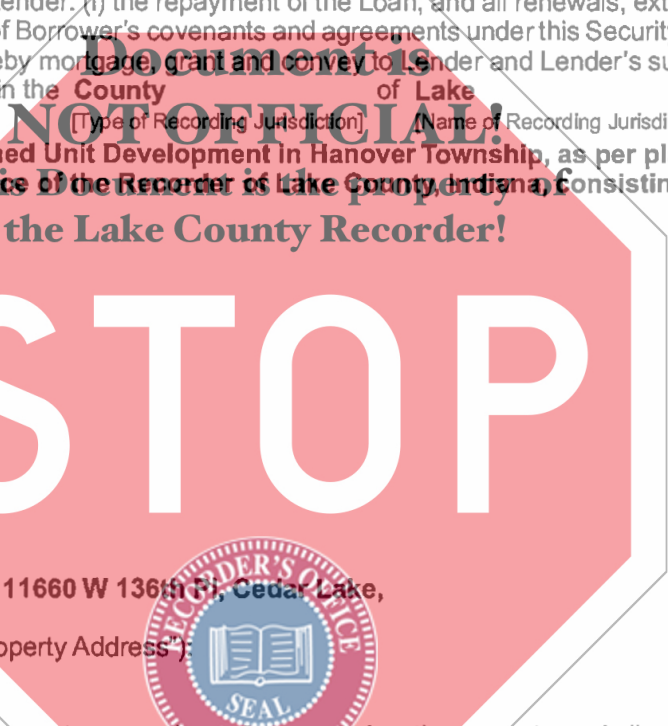 ender: (i) the repayment of the Loan, and all renewals, ext
of Borrower's covenants and agreements under this Securit
eby mortgage, grant and convey to Lender and Lender's su
Document is
in the County of Lake
NOT OFFICIAL!
[Type of Recording Jurisdiction] [Name of Recording Jurisdi
ned Unit Development in Hanover Township, as per pl
ce of the Recorder of Lake County, Indiana, consistin
is Document is the property of
the Lake County Recorder!
STOP
11660 W 136th Pl, Cedar Lake,
operty Address"):
RECORDER'S OFFICE
SEAL